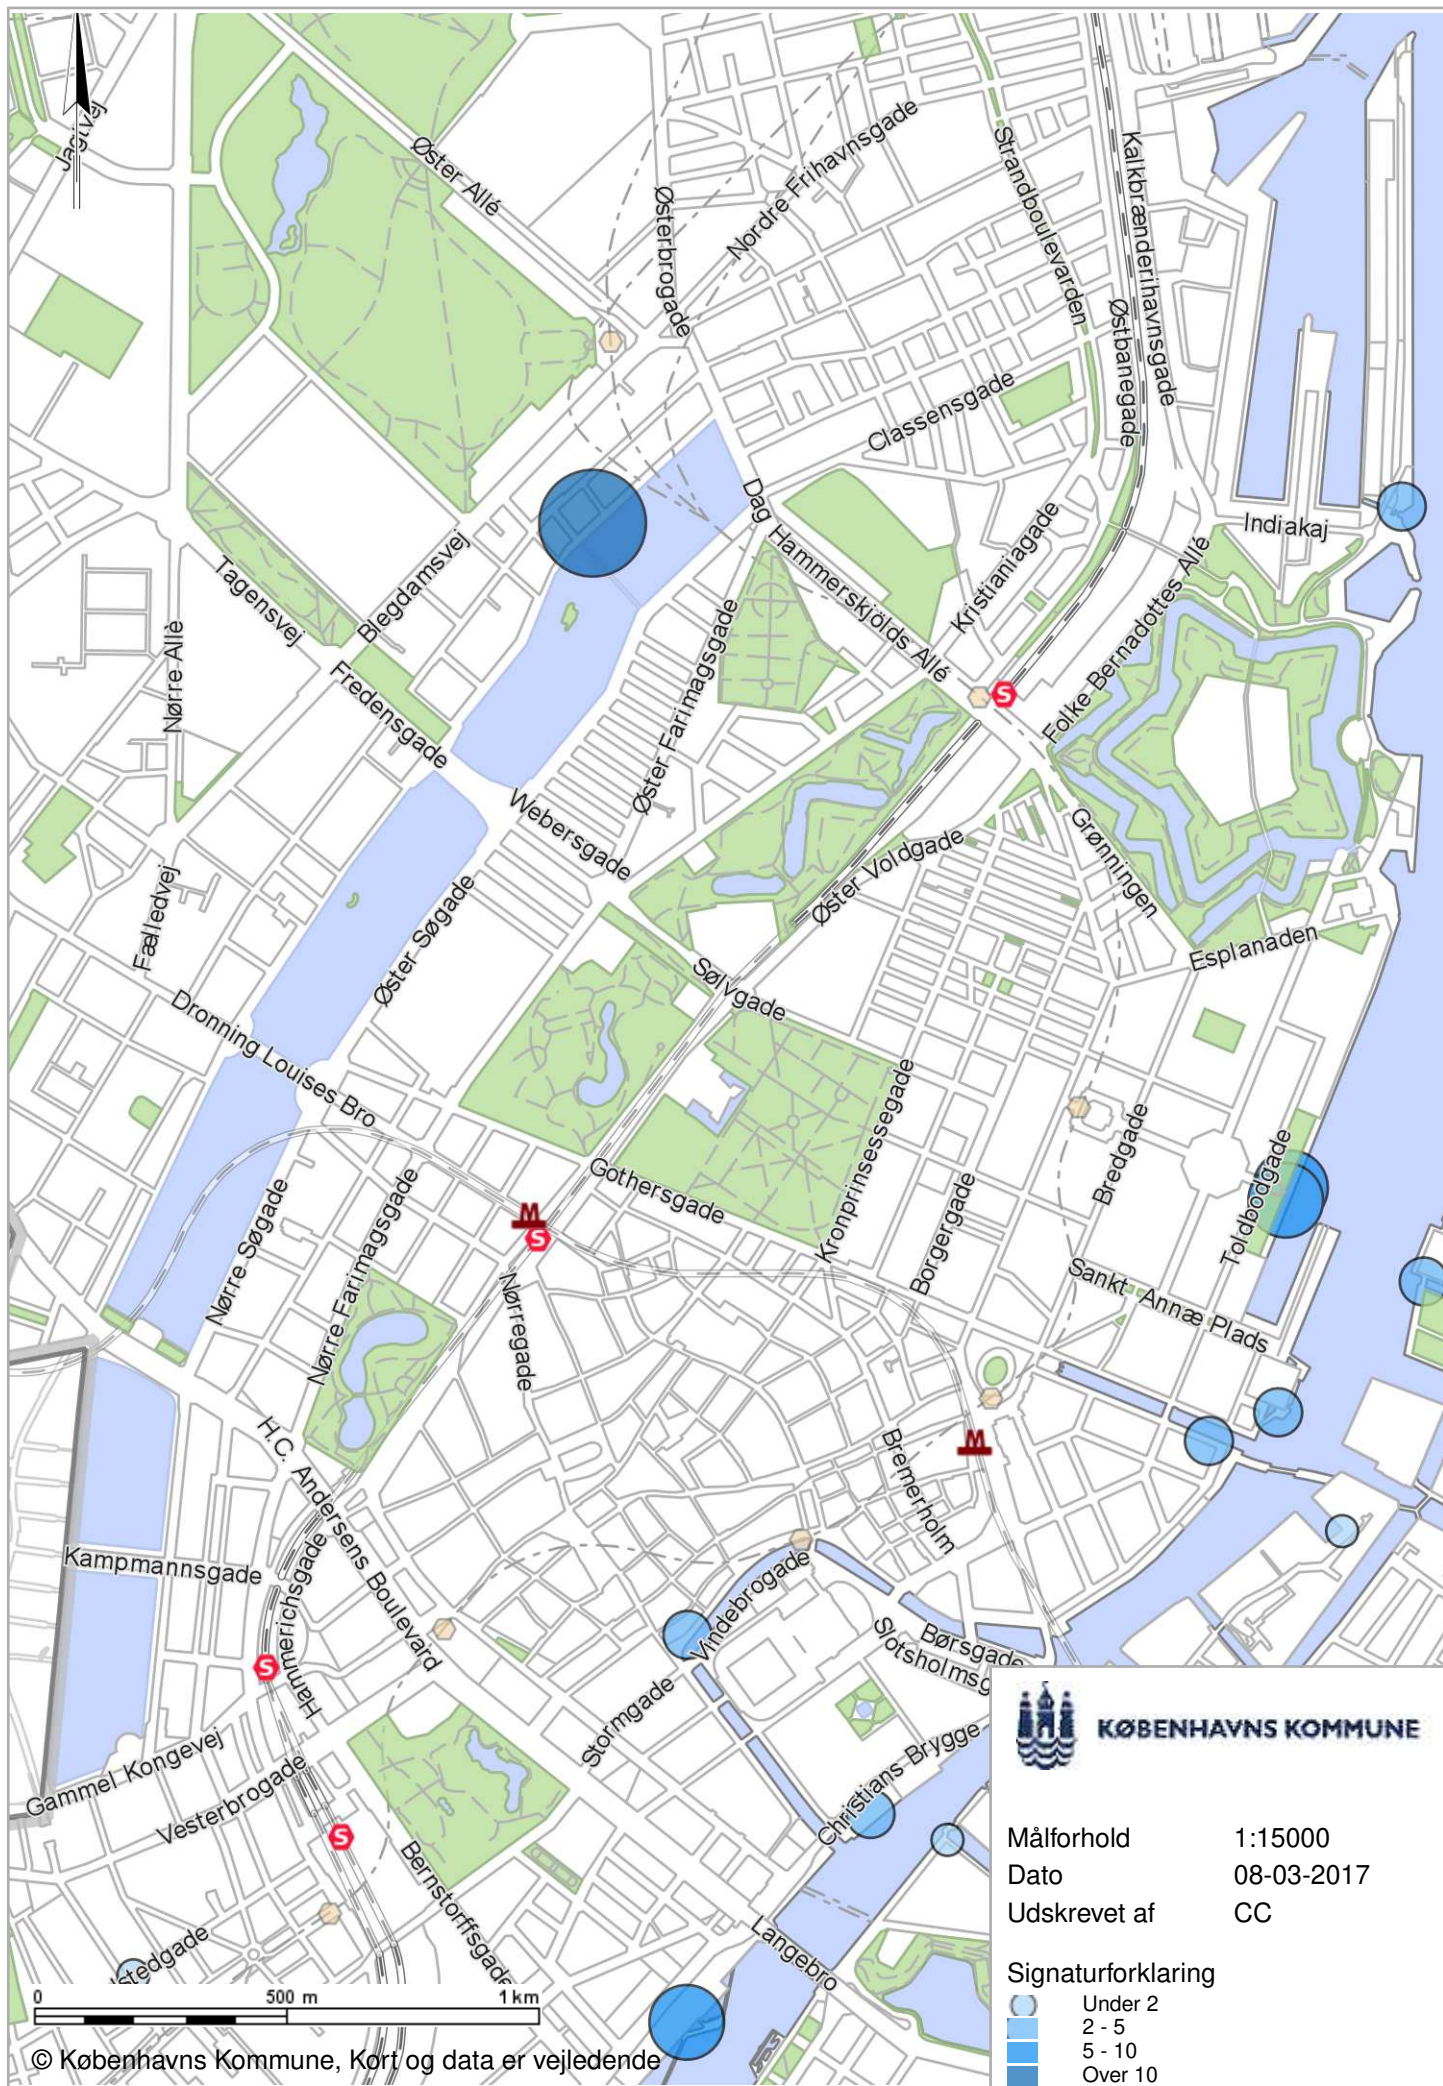 Jagtvej
Øster Allé
Østerbrogade
Nordre Frihavnsgade
Strandboulevarden
Kalkbrænderihavnsgade
Østbanegade
Classensgade
Dag Hammerskjölds Allé
Kristianiagade
Indiakaj
Folke Bernadottes Allé
Tagensvej
Blegdamsvej
Nørre Allè
Fredensgade
Øster Farimagsgade
Webersgade
Øster Voldgade
Grønningen
Fælledvej
Øster Søgade
Esplanaden
Sølvgade
Dronning Louises Bro
Kronprinsessegade
Bredgade
Toldbodgade
Gothersgade
Borgergade
Nørre Søgade
Nørre Farimagsgade
M
S
Nørregade
Sankt Annæ Plads
H.C. Andersens Boulevard
Bremerholm
M
Kampmannsgade
Hammerichsgade
Vindebrogade
Børsgade
Slotsholmsg
S
Stormgade
Christians Brygge
Gammel Kongevej
Vesterbrogade
S
Bernstorffsgade
Langebro
lstedgade
S
0 500 m 1 km
© Københavns Kommune, Kort og data er vejledende
KØBENHAVNS KOMMUNE
Målforhold 1:15000
Dato 08-03-2017
Udskrevet af CC
Signaturforklaring
Under 2
2 - 5
5 - 10
Over 10